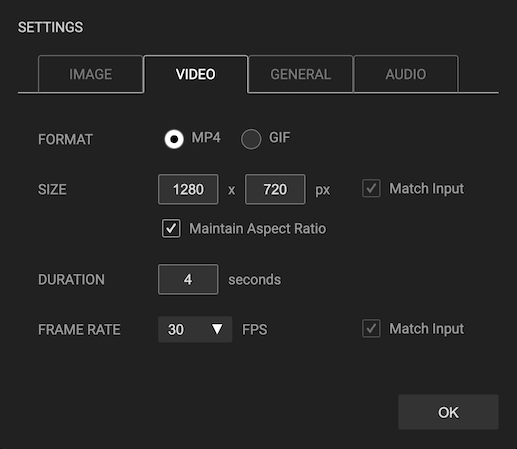 SETTINGS
IMAGE VIDEO GENERAL AUDIO
FORMAT MP4 GIF
SIZE 1280 x 720 px Match Input
Maintain Aspect Ratio
DURATION 4 seconds
FRAME RATE 30 FPS Match Input
OK